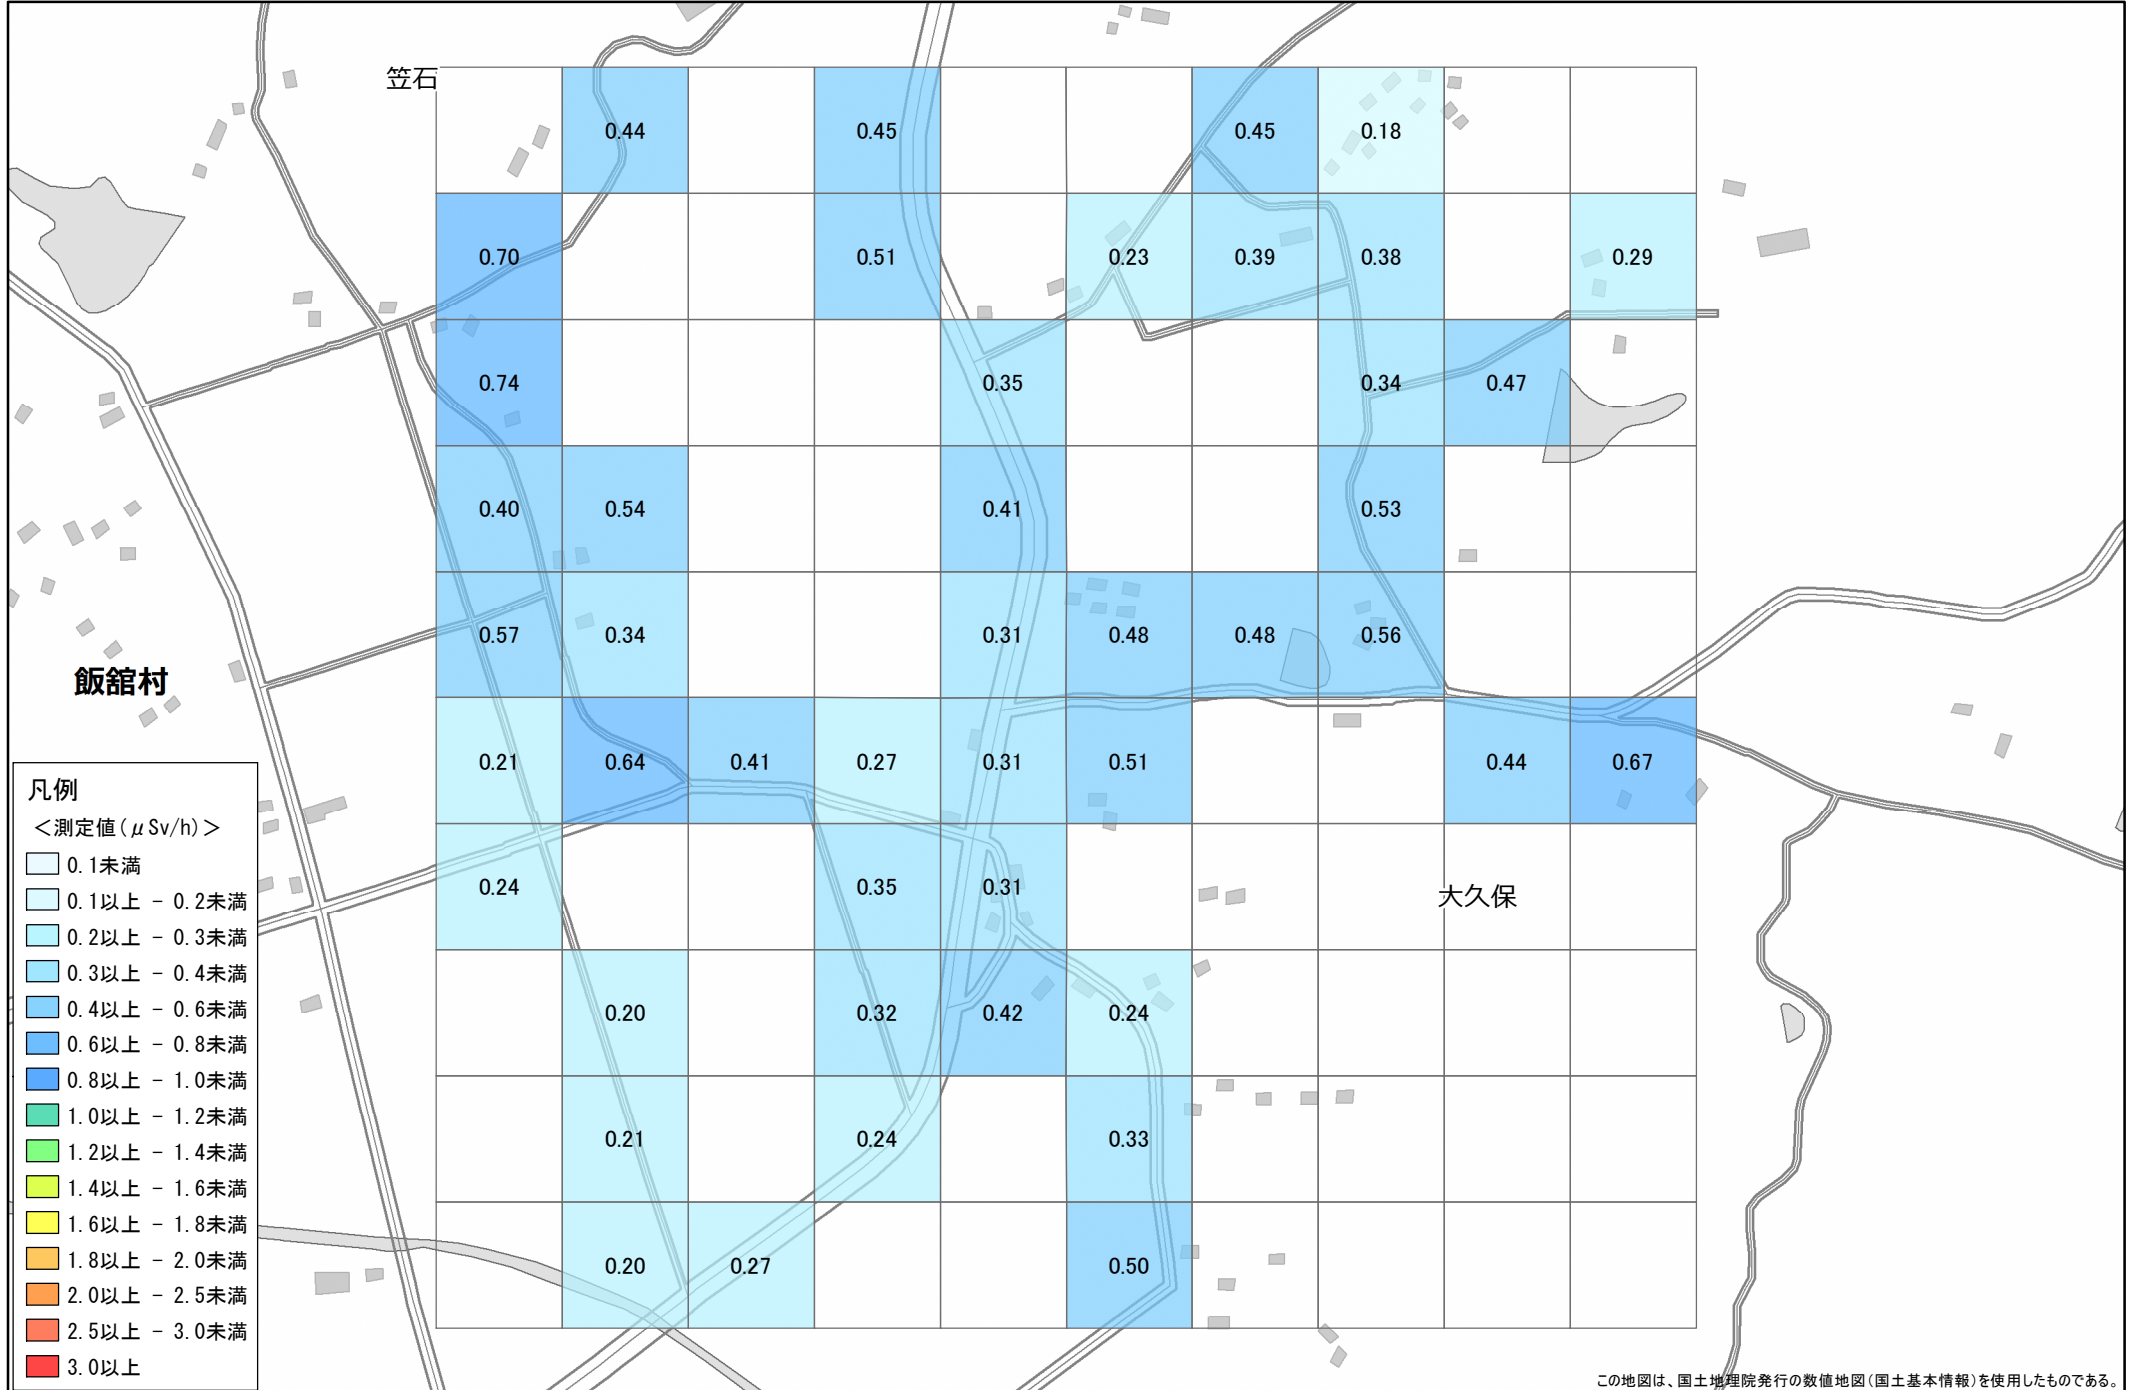 笠石
0.44 0.45 0.45 0.18
0.70 0.51 0.23 0.39 0.38 0.29
0.74 0.35 0.34 0.47
0.40 0.54 0.41 0.53
0.57 0.34 0.31 0.48 0.48 0.56
飯舘村
0.21 0.64 0.41 0.27 0.31 0.51 0.44 0.67
0.24 0.35 0.31
大久保
0.20 0.32 0.42 0.24
0.21 0.24 0.33
0.20 0.27 0.50
凡例
＜測定値(μSv/h)＞
0.1未満
0.1以上 － 0.2未満
0.2以上 － 0.3未満
0.3以上 － 0.4未満
0.4以上 － 0.6未満
0.6以上 － 0.8未満
0.8以上 － 1.0未満
1.0以上 － 1.2未満
1.2以上 － 1.4未満
1.4以上 － 1.6未満
1.6以上 － 1.8未満
1.8以上 － 2.0未満
2.0以上 － 2.5未満
2.5以上 － 3.0未満
3.0以上
この地図は、国土地理院発行の数値地図(国土基本情報)を使用したものである。